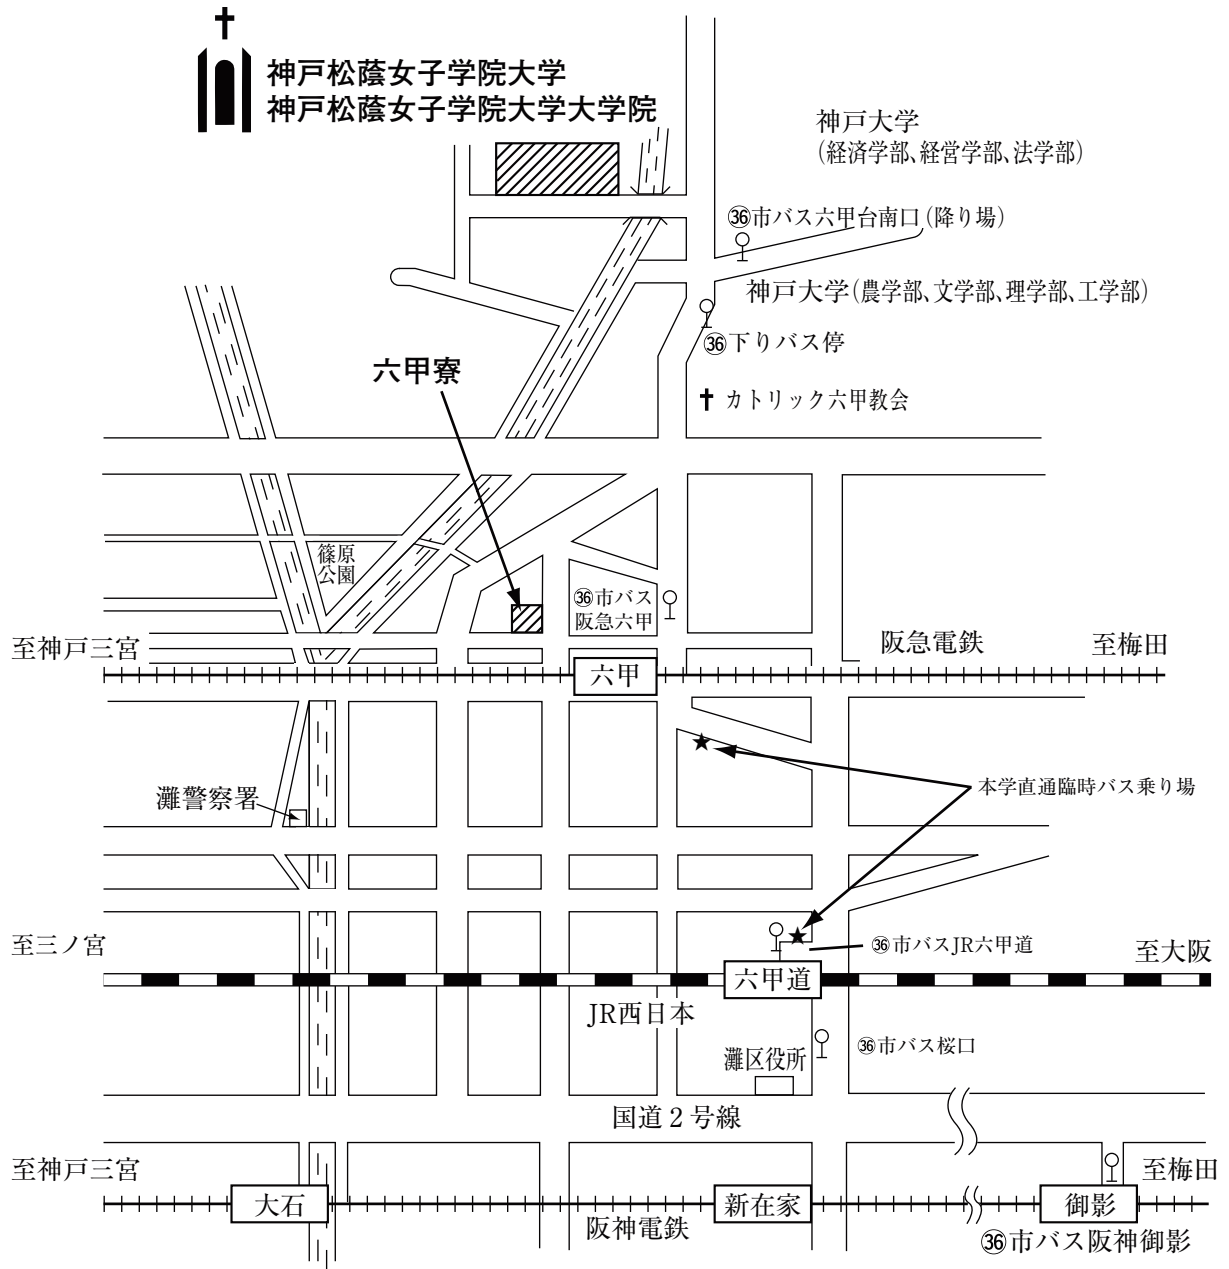 神戸松蔭女子学院大学
神戸松蔭女子学院大学大学院
神戸大学
(経済学部、経営学部、法学部)
㊱市バス六甲台南口(降り場)
神戸大学(農学部、文学部、理学部、工学部)
㊱下りバス停
六甲寮
カトリック六甲教会
篠原
公園
㊱市バス
阪急六甲
至神戸三宮
阪急電鉄
至梅田
六甲
本学直通臨時バス乗り場
灘警察署
至三ノ宮
㊱市バスJR六甲道
至大阪
六甲道
JR西日本
灘区役所
㊱市バス桜口
国道2号線
至神戸三宮
至梅田
大石
新在家
御影
阪神電鉄
㊱市バス阪神御影